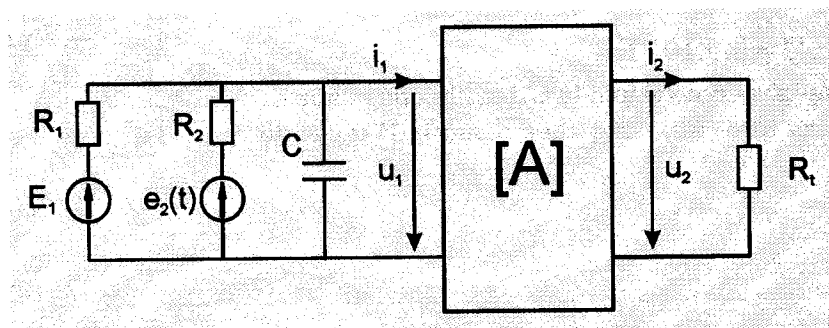 i₁
i₂
R₁
R₂
C
u₁
[A]
u₂
Rₜ
E₁
e₂(t)